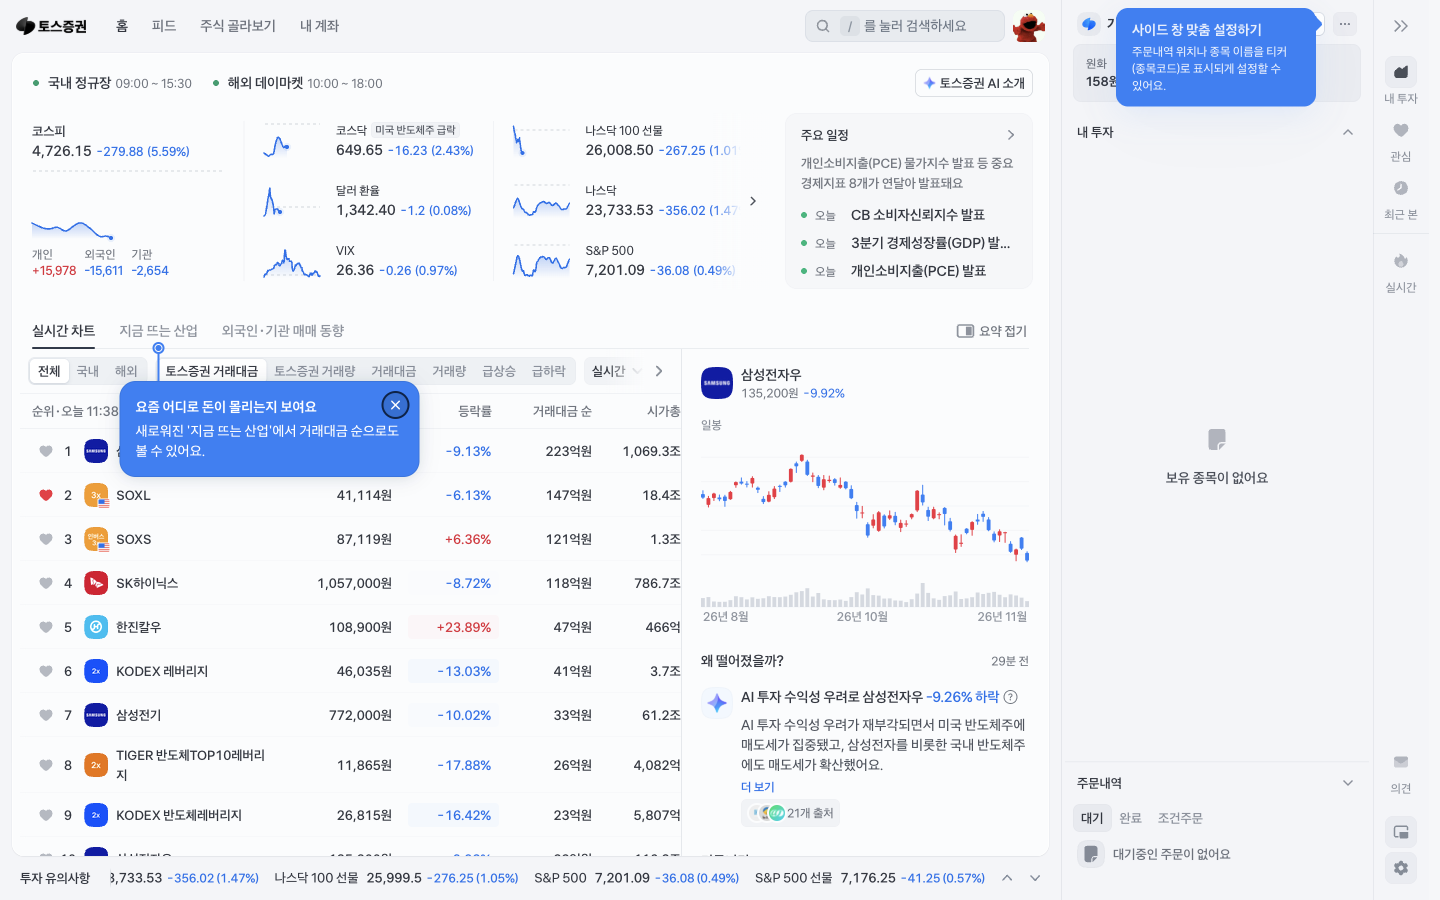 토스증권
홈
피드
주식 골라보기
내 계좌
/ 를 눌러 검색하세요
국내 정규장 09:00 ~ 15:30
해외 데이마켓 10:00 ~ 18:00
토스증권 AI 소개
코스피
4,726.15 -279.88 (5.59%)
개인 외국인 기관
+15,978 -15,611 -2,654
코스닥 미국 반도체주 급락
649.65 -16.23 (2.43%)
달러 환율
1,342.40 -1.2 (0.08%)
VIX
26.36 -0.26 (0.97%)
나스닥 100 선물
26,008.50 -267.25 (1.01
나스닥
23,733.53 -356.02 (1.47
S&P 500
7,201.09 -36.08 (0.49%)
주요 일정
개인소비지출(PCE) 물가지수 발표 등 중요
경제지표 8개가 연달아 발표돼요
오늘 CB 소비자신뢰지수 발표
오늘 3분기 경제성장률(GDP) 발...
오늘 개인소비지출(PCE) 발표
실시간 차트
지금 뜨는 산업
외국인·기관 매매 동향
요약 접기
전체 국내 해외
토스증권 거래대금 토스증권 거래량 거래대금 거래량 급상승 급하락
실시간
요즘 어디로 돈이 몰리는지 보여요
새로워진 '지금 뜨는 산업'에서 거래대금 순으로도
볼 수 있어요.
순위·오늘 11:38
등락률
거래대금 순
시가총
1 SAMSUNG -9.13% 223억원 1,069.3조
2 3x SOXL 41,114원 -6.13% 147억원 18.4조
3 SOXS 87,119원 +6.36% 121억원 1.3조
4 SK하이닉스 1,057,000원 -8.72% 118억원 786.7조
5 한진칼우 108,900원 +23.89% 47억원 466억
6 2x KODEX 레버리지 46,035원 -13.03% 41억원 3.7조
7 SAMSUNG 삼성전기 772,000원 -10.02% 33억원 61.2조
8 2x TIGER 반도체TOP10레버리
지 11,865원 -17.88% 26억원 4,082억
9 2x KODEX 반도체레버리지 26,815원 -16.42% 23억원 5,807억
SAMSUNG
삼성전자우
135,200원 -9.92%
일봉
26년 8월
26년 10월
26년 11월
왜 떨어졌을까?
29분 전
AI 투자 수익성 우려로 삼성전자우 -9.26% 하락
AI 투자 수익성 우려가 재부각되면서 미국 반도체주에
매도세가 집중됐고, 삼성전자를 비롯한 국내 반도체주
에도 매도세가 확산했어요.
더 보기
21개 출처
원화
158원
사이드 창 맞춤 설정하기
주문내역 위치나 종목 이름을 티커
(종목코드)로 표시되게 설정할 수
있어요.
내 투자
보유 종목이 없어요
주문내역
대기 완료 조건주문
대기중인 주문이 없어요
내 투자
관심
최근 본
실시간
의견
투자 유의사항
3,733.53 -356.02 (1.47%)
나스닥 100 선물 25,999.5 -276.25 (1.05%)
S&P 500 7,201.09 -36.08 (0.49%)
S&P 500 선물 7,176.25 -41.25 (0.57%)